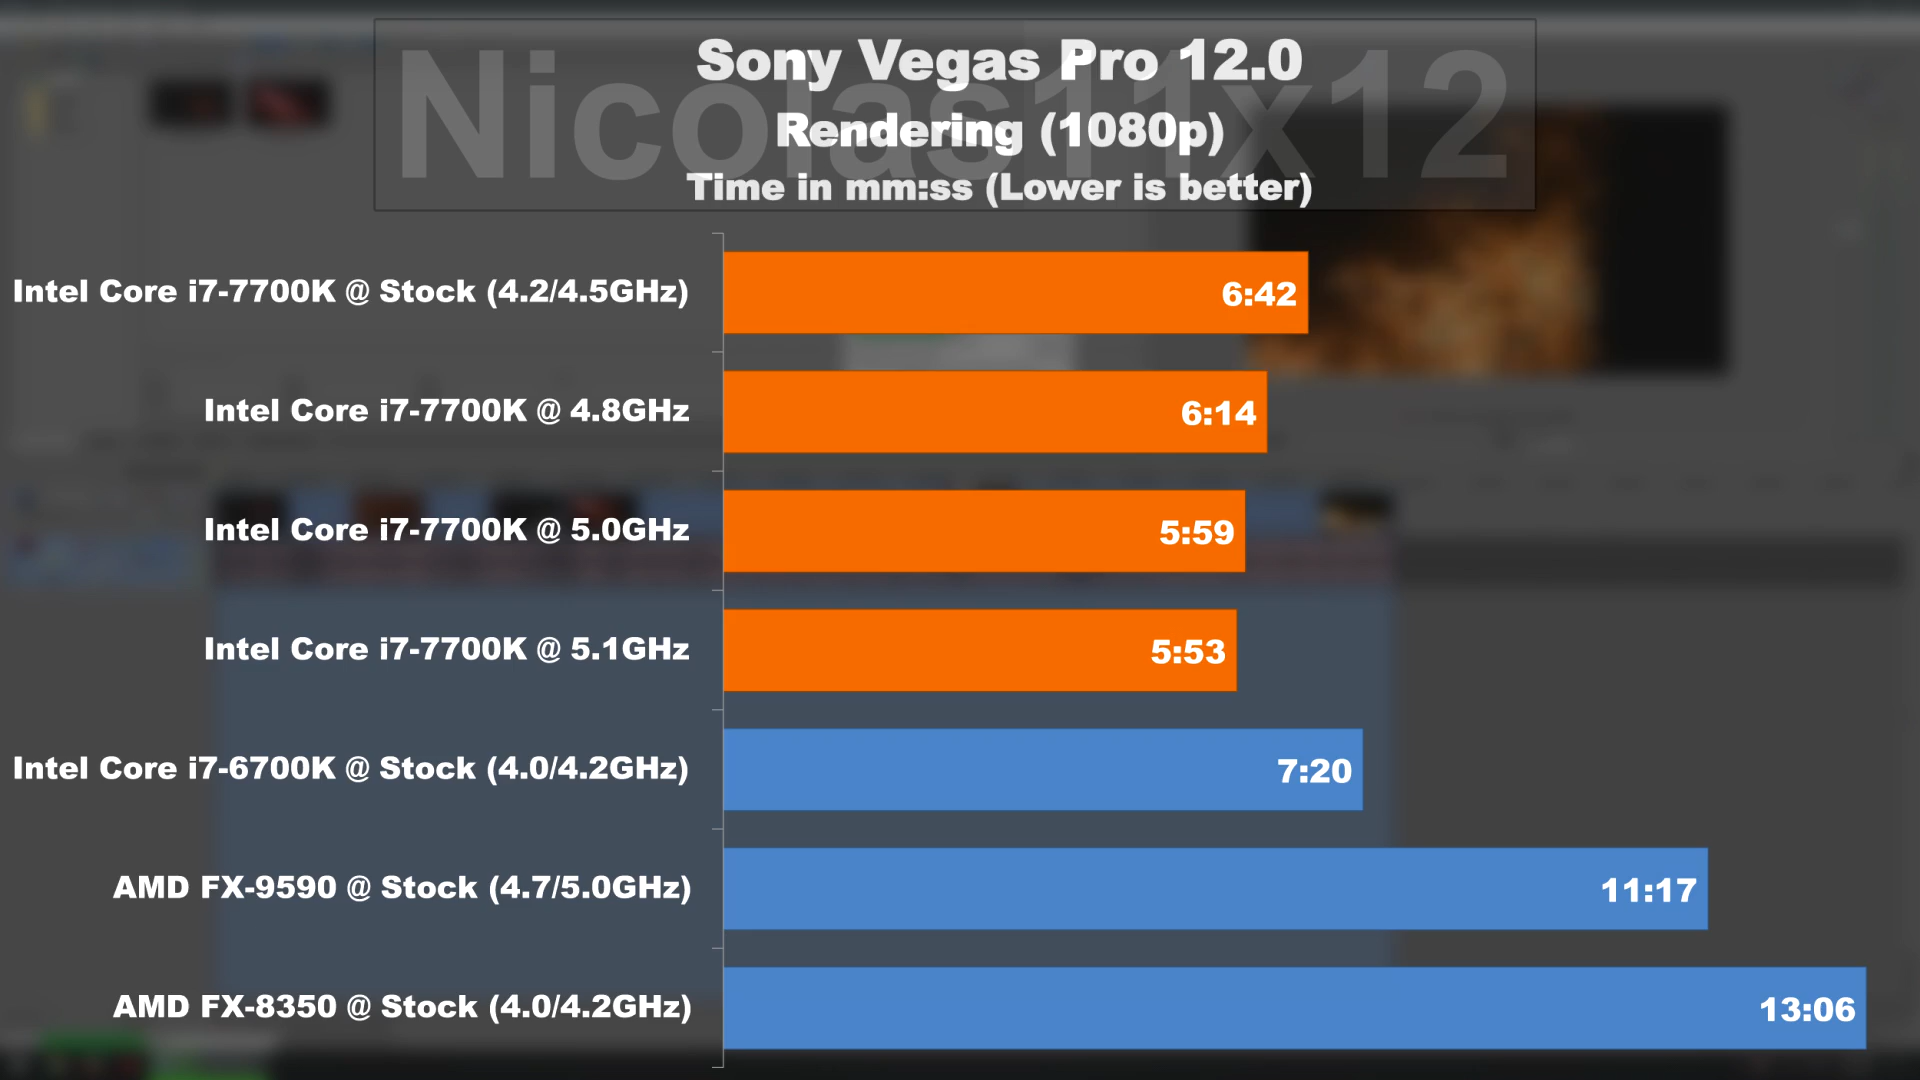 Nicolas11x12
Sony Vegas Pro 12.0
Rendering (1080p)
Time in mm:ss (Lower is better)
Intel Core i7-7700K @ Stock (4.2/4.5GHz) 6:42
Intel Core i7-7700K @ 4.8GHz 6:14
Intel Core i7-7700K @ 5.0GHz 5:59
Intel Core i7-7700K @ 5.1GHz 5:53
Intel Core i7-6700K @ Stock (4.0/4.2GHz) 7:20
AMD FX-9590 @ Stock (4.7/5.0GHz) 11:17
AMD FX-8350 @ Stock (4.0/4.2GHz) 13:06